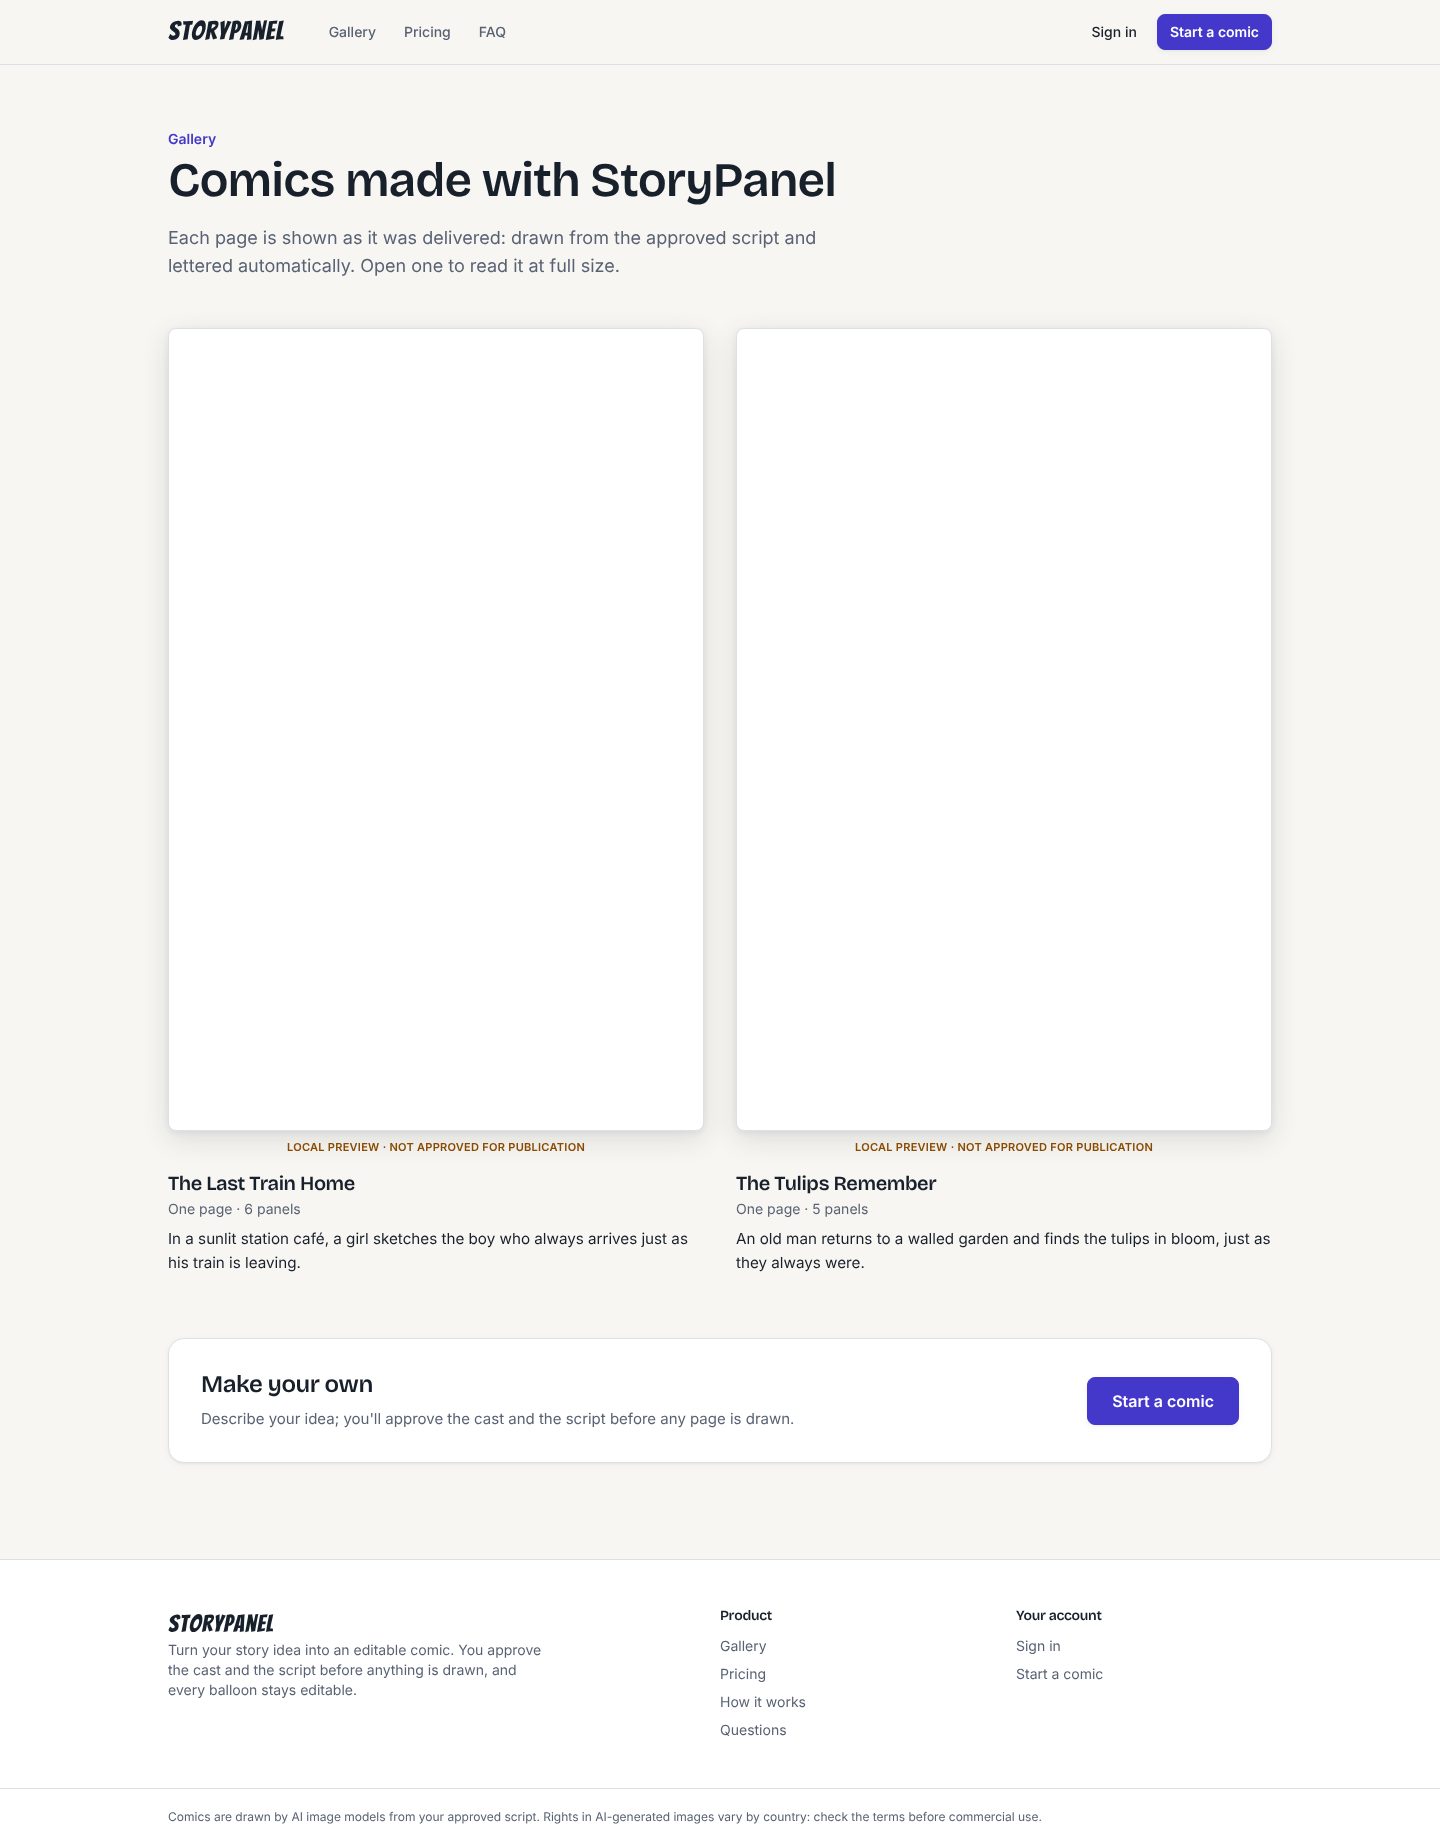 STORYPANEL
Gallery
Pricing
FAQ
Sign in
Start a comic
Gallery
Comics made with StoryPanel
Each page is shown as it was delivered: drawn from the approved script and
lettered automatically. Open one to read it at full size.
LOCAL PREVIEW · NOT APPROVED FOR PUBLICATION
The Last Train Home
One page · 6 panels
In a sunlit station café, a girl sketches the boy who always arrives just as
his train is leaving.
LOCAL PREVIEW · NOT APPROVED FOR PUBLICATION
The Tulips Remember
One page · 5 panels
An old man returns to a walled garden and finds the tulips in bloom, just as
they always were.
Make your own
Describe your idea; you'll approve the cast and the script before any page is drawn.
Start a comic
STORYPANEL
Turn your story idea into an editable comic. You approve
the cast and the script before anything is drawn, and
every balloon stays editable.
Product
Gallery
Pricing
How it works
Questions
Your account
Sign in
Start a comic
Comics are drawn by AI image models from your approved script. Rights in AI-generated images vary by country: check the terms before commercial use.